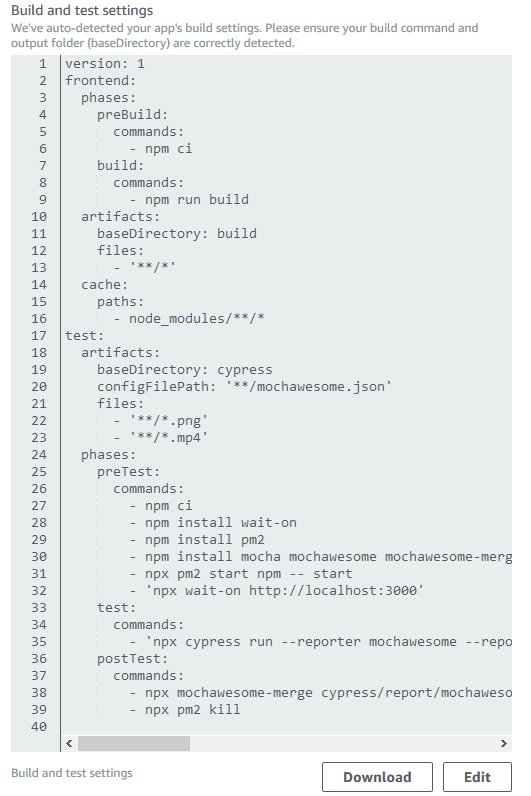 Build and test settings
We've auto-detected your app's build settings. Please ensure your build command and
output folder (baseDirectory) are correctly detected.
1 version: 1
2 frontend:
3   phases:
4     preBuild:
5       commands:
6         - npm ci
7     build:
8       commands:
9         - npm run build
10   artifacts:
11     baseDirectory: build
12     files:
13       - '**/*'
14   cache:
15     paths:
16       - node_modules/**/*
17 test:
18   artifacts:
19     baseDirectory: cypress
20     configFilePath: '**/mochawesome.json'
21     files:
22       - '**/*.png'
23       - '**/*.mp4'
24   phases:
25     preTest:
26       commands:
27         - npm ci
28         - npm install wait-on
29         - npm install pm2
30         - npm install mocha mochawesome mochawesome-merg
31         - npx pm2 start npm -- start
32         - 'npx wait-on http://localhost:3000'
33     test:
34       commands:
35         - 'npx cypress run --reporter mochawesome --repo
36     postTest:
37       commands:
38         - npx mochawesome-merge cypress/report/mochaweso
39         - npx pm2 kill
40
Build and test settings
Download
Edit